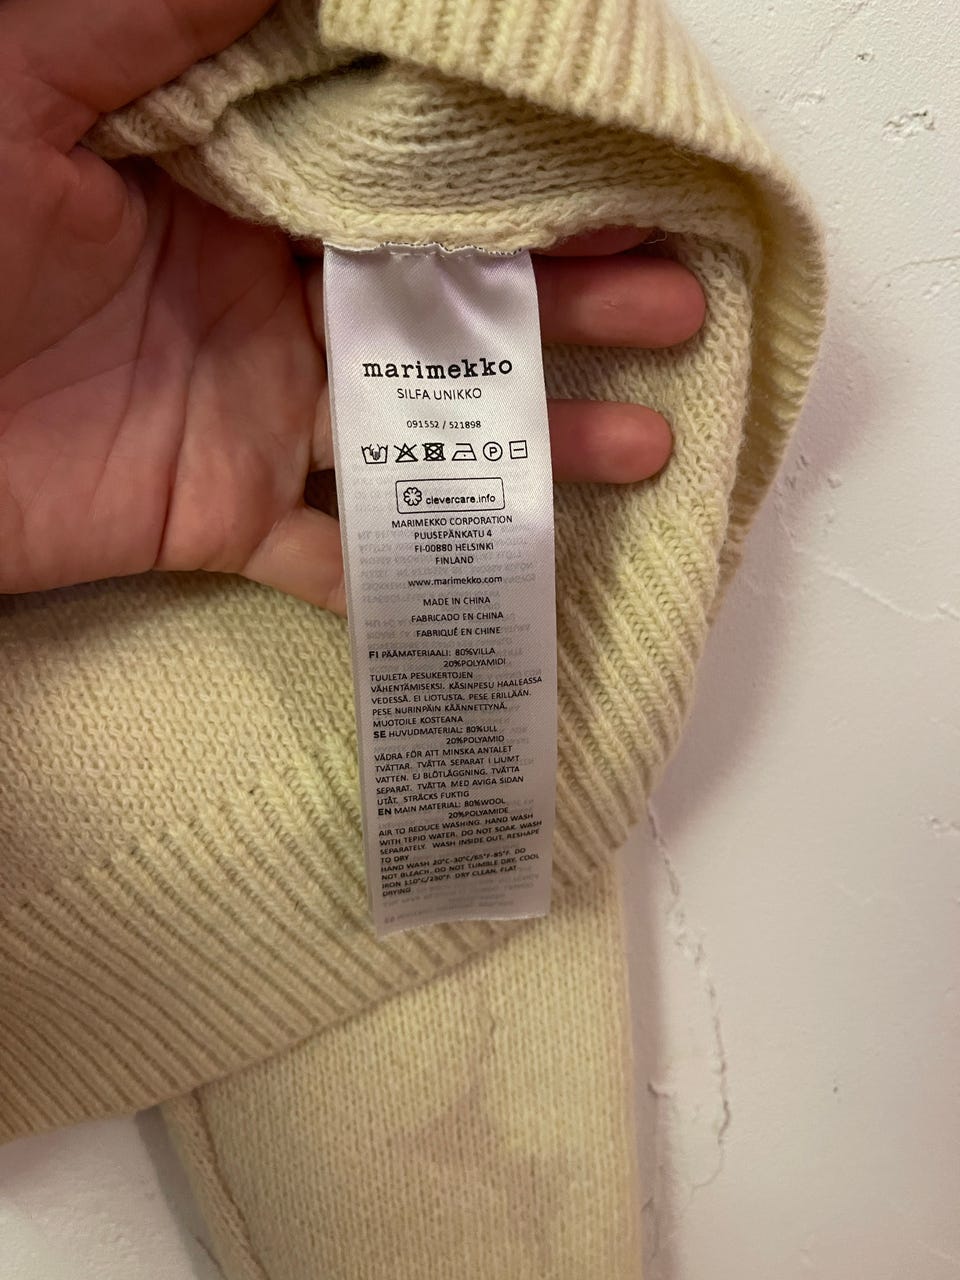 marimekko
SILFA UNIKKO
091552 / 521898
P
clevercare.info
MARIMEKKO CORPORATION
PUUSEPÄNKATU 4
FI-00880 HELSINKI
FINLAND
www.marimekko.com
MADE IN CHINA
FABRICADO EN CHINA
FABRIQUÉ EN CHINE
FI PÄÄMATERIAALI: 80%VILLA
20%POLYAMIDI
TUULETA PESUKERTOJEN
VÄHENTÄMISEKSI. KÄSINPESU HAALEASSA
VEDESSÄ. EI LIOTUSTA. PESE ERILLÄÄN.
PESE NURINPÄIN KÄÄNNETTYNÄ.
MUOTOILE KOSTEANA
SE HUVUDMATERIAL: 80%ULL
20%POLYAMID
VÄDRA FÖR ATT MINSKA ANTALET
TVÄTTAR. TVÄTTA SEPARAT I LJUMT
VATTEN. EJ BLÖTLÄGGNING. TVÄTTA
SEPARAT. TVÄTTA MED AVIGA SIDAN
UTÅT. STRÄCKS FUKTIG
EN MAIN MATERIAL: 80%WOOL
20%POLYAMIDE
AIR TO REDUCE WASHING. HAND WASH
WITH TEPID WATER. DO NOT SOAK. WASH
SEPARATELY. WASH INSIDE OUT. RESHAPE
TO DRY
HAND WASH 20°C-30°C/65°F-85°F. DO
NOT BLEACH. DO NOT TUMBLE DRY. COOL
IRON 110°C/230°F. DRY CLEAN. FLAT
DRYING